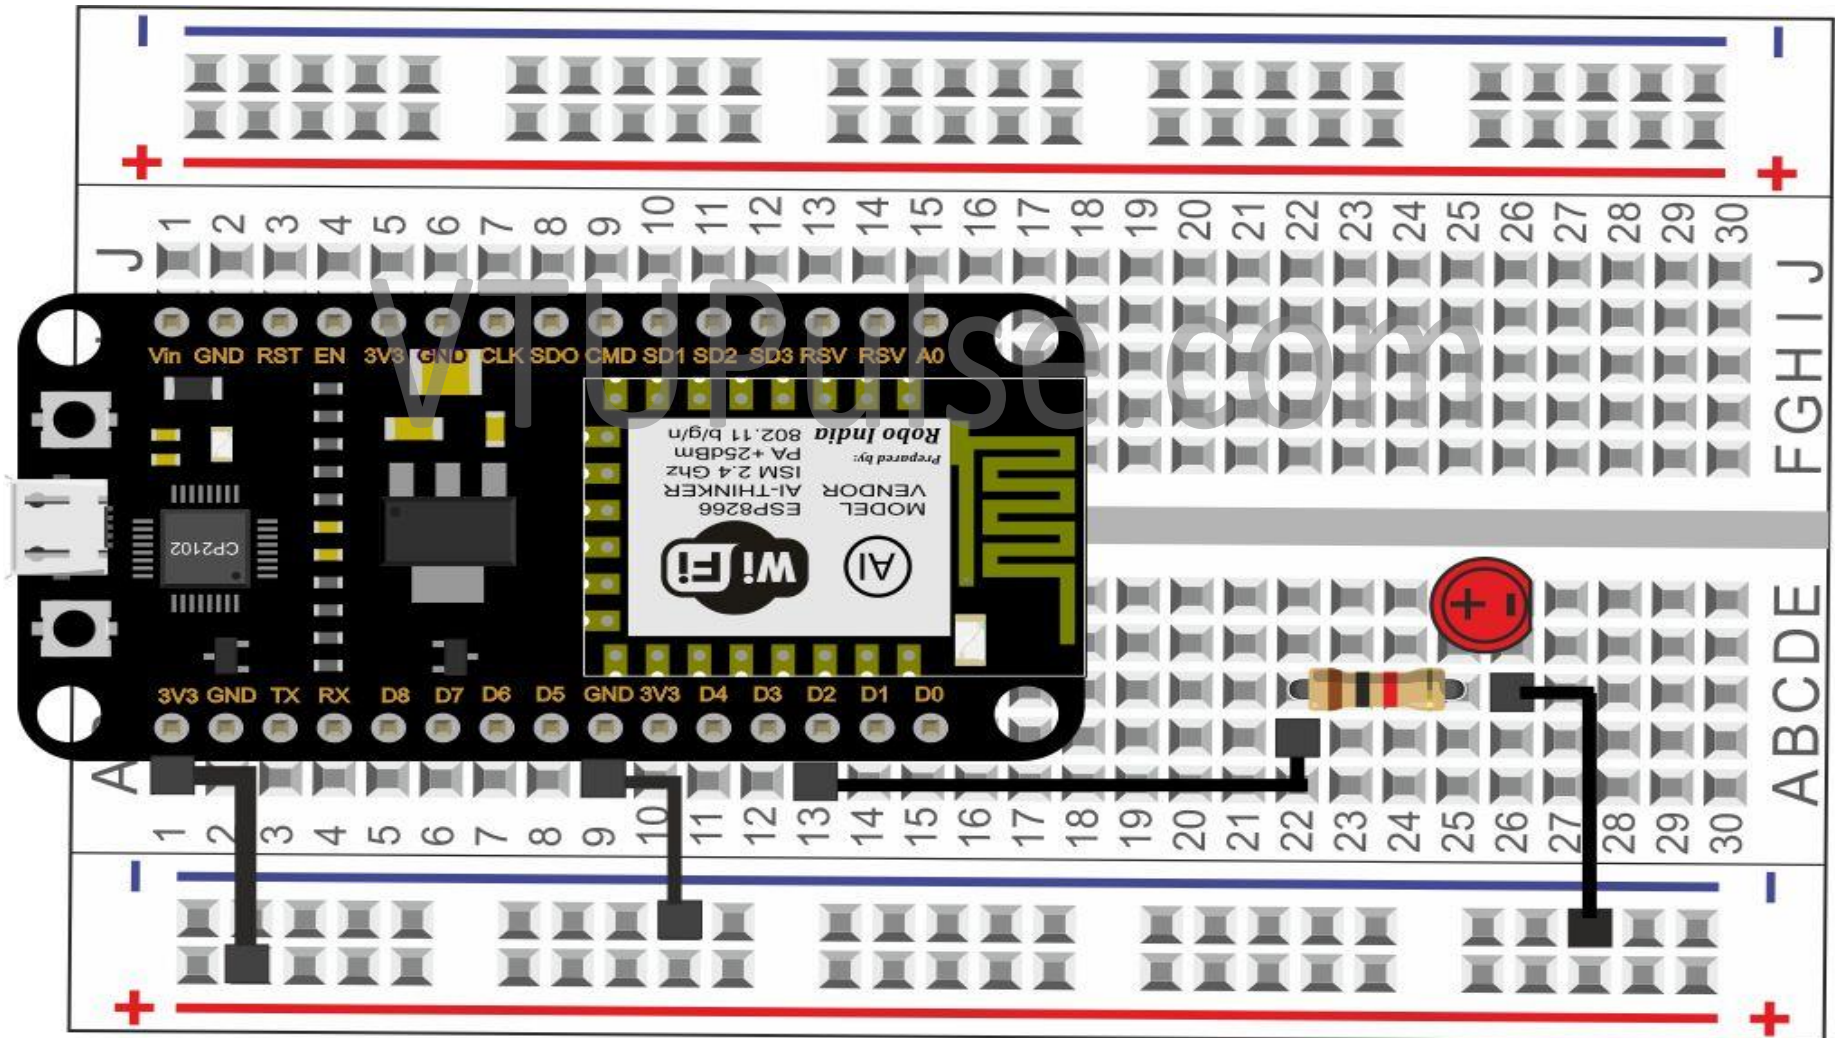 - -
+ +
1 2 3 4 5 6 7 8 9 10 11 12 13 14 15 16 17 18 19 20 21 22 23 24 25 26 27 28 29 30
J J
I
H
G
F
VTUPulse.com
Vin GND RST EN 3V3 GND CLK SDO CMD SD1 SD2 SD3 RSV RSV A0
Prepared by:
Robo India
MODEL ESP8266
VENDOR AI-THINKER
ISM 2.4 Ghz
PA +25dBm
802.11 b/g/n
Wi Fi
AI
CP2102
+ -
E
D
C
B
A A
3V3 GND TX RX D8 D7 D6 D5 GND 3V3 D4 D3 D2 D1 D0
1 2 3 4 5 6 7 8 9 10 11 12 13 14 15 16 17 18 19 20 21 22 23 24 25 26 27 28 29 30
- -
+ +